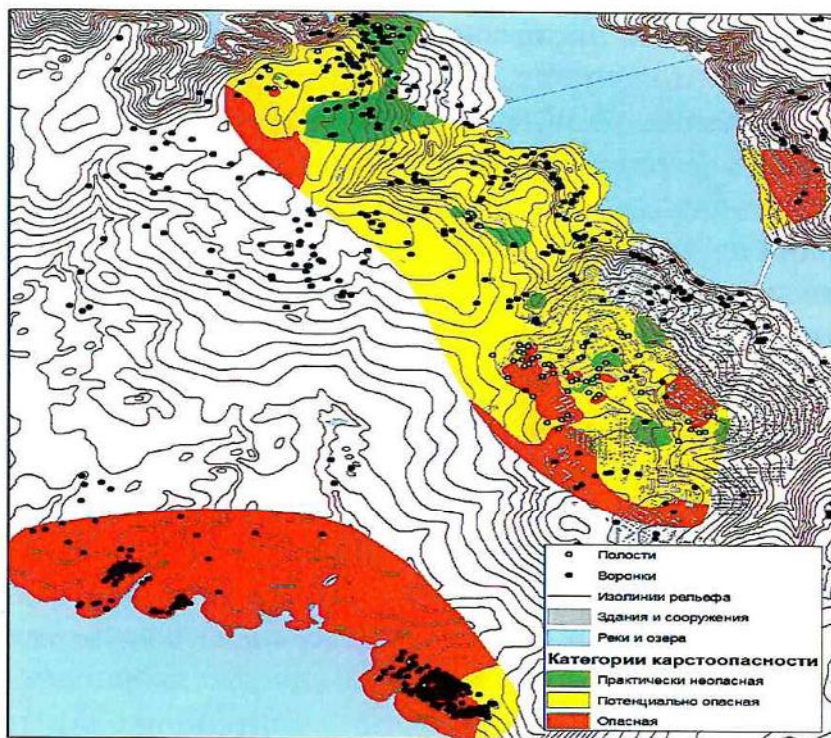 Полости
Воронки
Изолинии рельефа
Здания и сооружения
Реки и озера
Категории карстоопасности
Практически неопасная
Потенциально опасная
Опасная